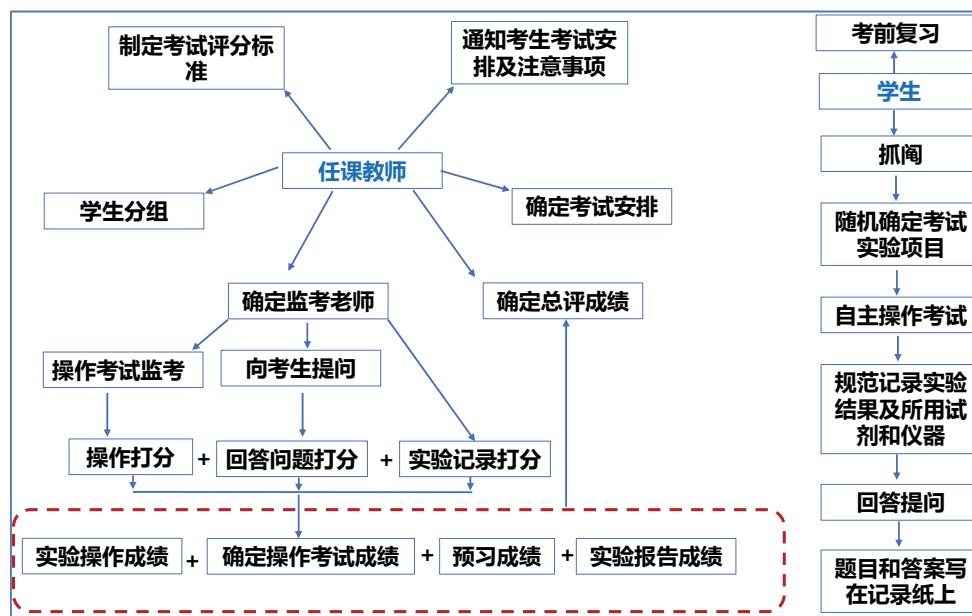 制定考试评分标
准
通知考生考试安
排及注意事项
任课教师
学生分组
确定考试安排
确定监考老师
确定总评成绩
操作考试监考
向考生提问
操作打分 + 回答问题打分 + 实验记录打分
实验操作成绩 + 确定操作考试成绩 + 预习成绩 + 实验报告成绩
考前复习
学生
抓阄
随机确定考试
实验项目
自主操作考试
规范记录实验
结果及所用试
剂和仪器
回答提问
题目和答案写
在记录纸上